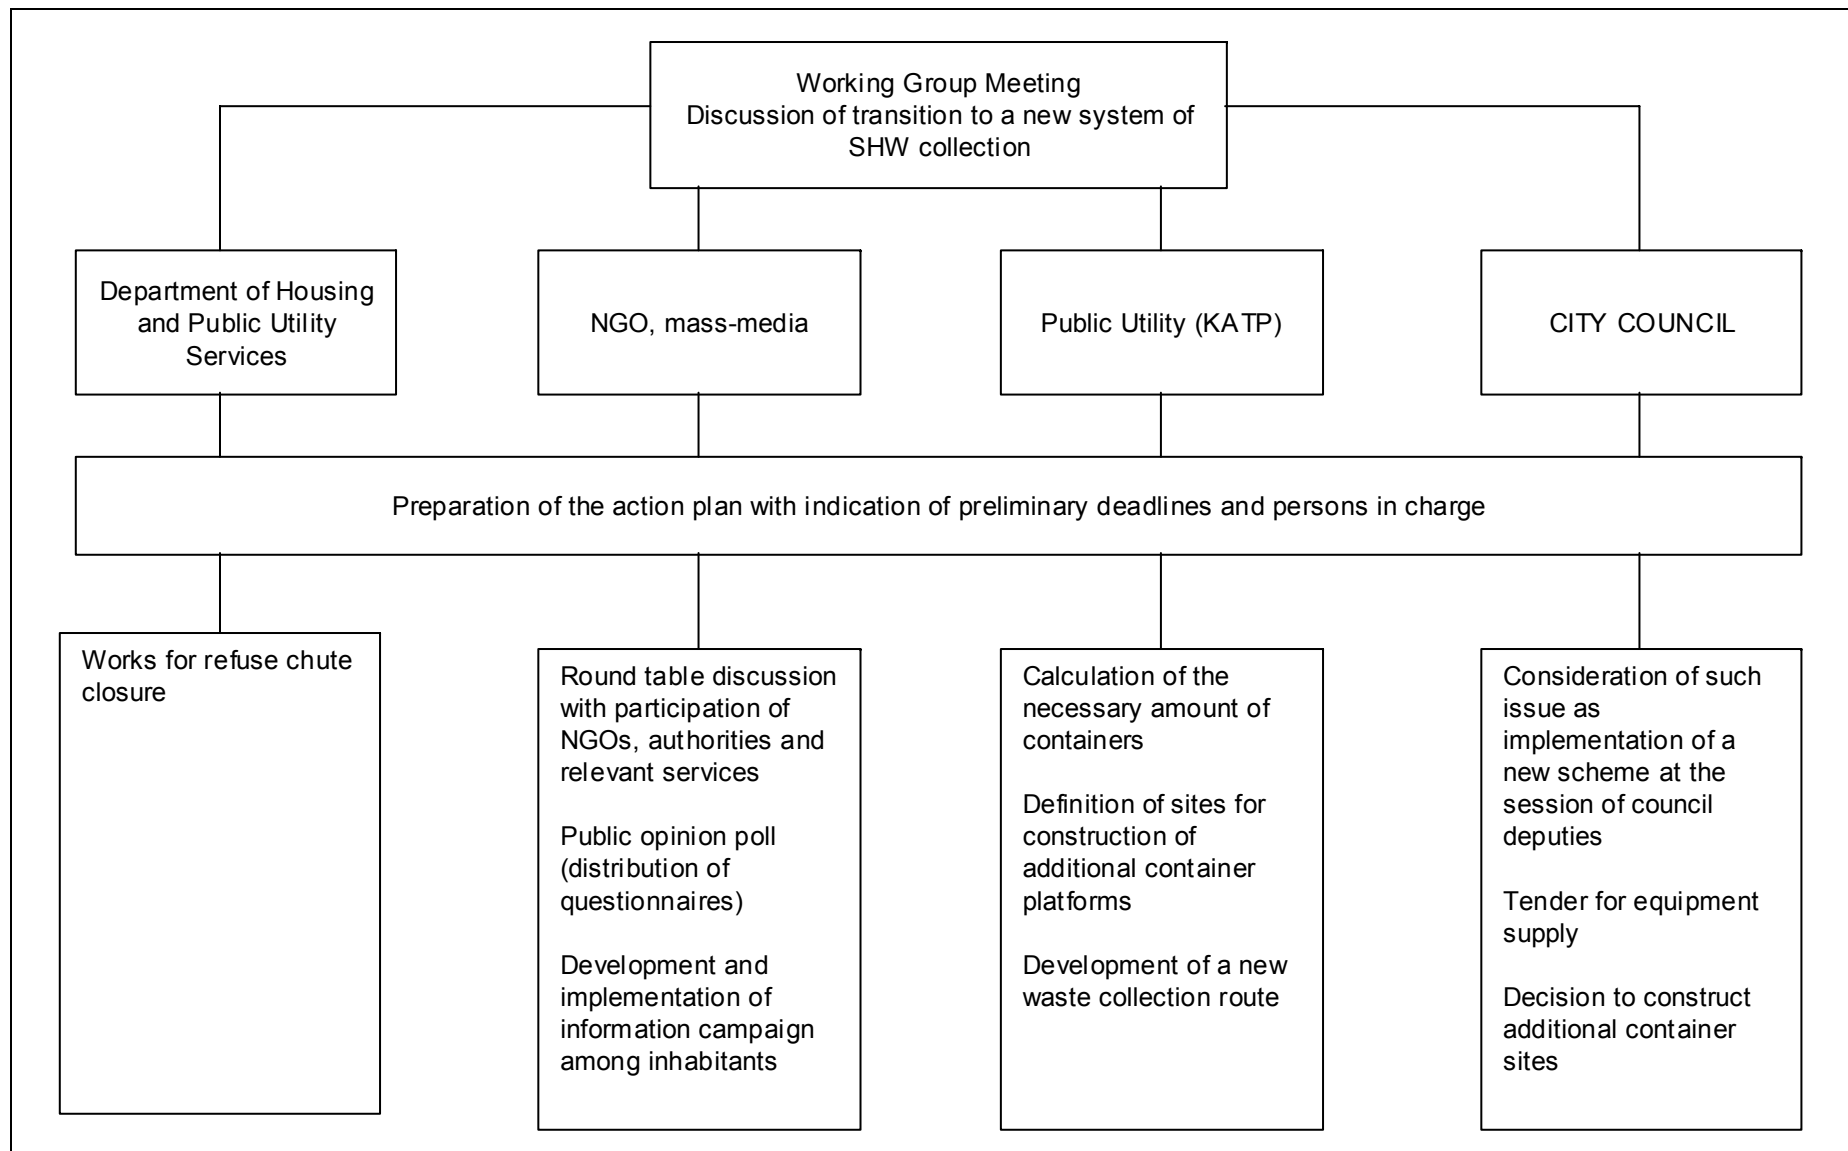 Working Group Meeting
Discussion of transition to a new system of
SHW collection
Department of Housing
and Public Utility
Services
NGO, mass-media
Public Utility (KATP)
CITY COUNCIL
Preparation of the action plan with indication of preliminary deadlines and persons in charge
Works for refuse chute
closure
Round table discussion
with participation of
NGOs, authorities and
relevant services
Public opinion poll
(distribution of
questionnaires)
Development and
implementation of
information campaign
among inhabitants
Calculation of the
necessary amount of
containers
Definition of sites for
construction of
additional container
platforms
Development of a new
waste collection route
Consideration of such
issue as
implementation of a
new scheme at the
session of council
deputies
Tender for equipment
supply
Decision to construct
additional container
sites